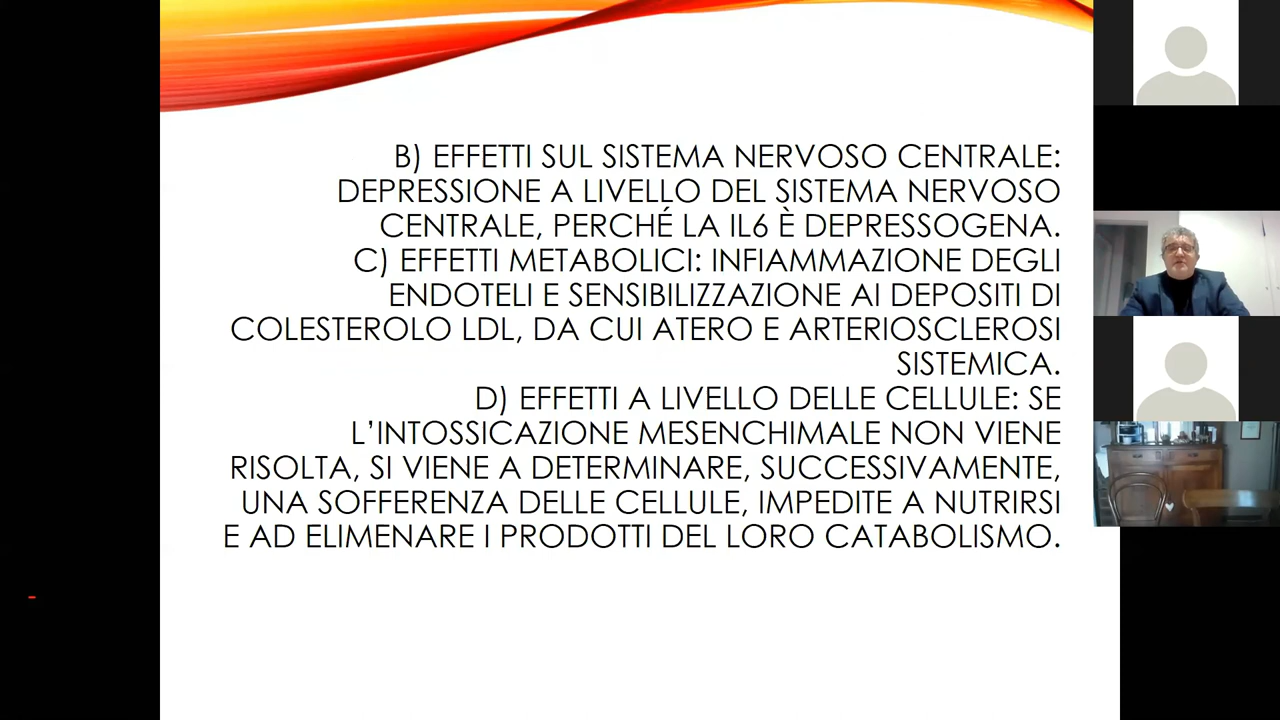 B) EFFETTI SUL SISTEMA NERVOSO CENTRALE:
DEPRESSIONE A LIVELLO DEL SISTEMA NERVOSO
CENTRALE, PERCHÉ LA IL6 È DEPRESSOGENA.
C) EFFETTI METABOLICI: INFIAMMAZIONE DEGLI
ENDOTELI E SENSIBILIZZAZIONE AI DEPOSITI DI
COLESTEROLO LDL, DA CUI ATERO E ARTERIOSCLEROSI
SISTEMICA.
D) EFFETTI A LIVELLO DELLE CELLULE: SE
L’INTOSSICAZIONE MESENCHIMALE NON VIENE
RISOLTA, SI VIENE A DETERMINARE, SUCCESSIVAMENTE,
UNA SOFFERENZA DELLE CELLULE, IMPEDITE A NUTRIRSI
E AD ELIMENARE I PRODOTTI DEL LORO CATABOLISMO.